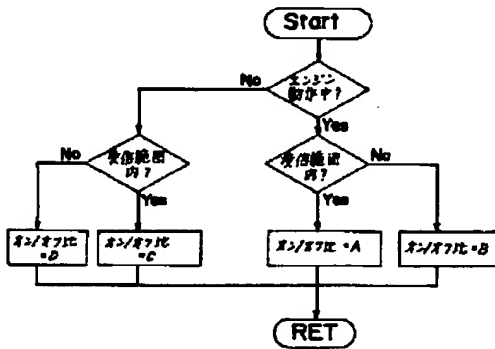 Start
エンジン
動作中?
No
Yes
受信範囲
内?
No
Yes
受信範囲
内?
No
Yes
オン/オフ比
=D
オン/オフ比
=C
オン/オフ比=A
オン/オフ比=B
RET